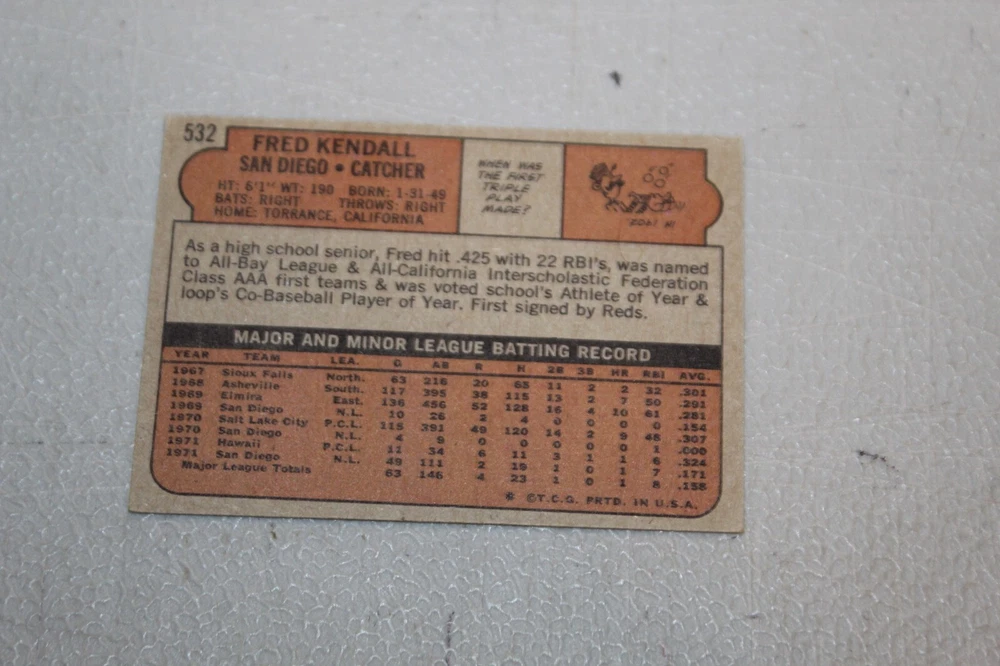 532
FRED KENDALL
SAN DIEGO • CATCHER
HT: 6'1" WT: 190 BORN: 1-31-49
BATS: RIGHT THROWS: RIGHT
HOME: TORRANCE, CALIFORNIA
WHEN WAS
THE FIRST
TRIPLE
PLAY
MADE?
IN 1902
As a high school senior, Fred hit .425 with 22 RBI's, was named
to All-Bay League & All-California Interscholastic Federation
Class AAA first teams & was voted school's Athlete of Year &
loop's Co-Baseball Player of Year. First signed by Reds.
MAJOR AND MINOR LEAGUE BATTING RECORD
YEAR TEAM LEA. G AB R H 2B 3B HR RBI AVG.
1967 Sioux Falls North. 63 216 20 65 11 2 2 32 .301
1968 Asheville South. 117 395 38 115 13 2 7 50 .291
1969 Elmira East. 136 456 52 128 16 4 10 61 .281
1969 San Diego N.L. 10 26 2 4 0 0 0 0 .154
1970 Salt Lake City P.C.L. 115 391 49 120 14 2 9 48 .307
1970 San Diego N.L. 4 9 0 0 0 0 0 1 .000
1971 Hawaii P.C.L. 11 34 6 11 3 1 1 6 .324
1971 San Diego N.L. 49 111 2 19 1 0 1 7 .171
Major League Totals 63 146 4 23 1 0 1 8 .158
* ©T.C.G. PRTD. IN U.S.A.